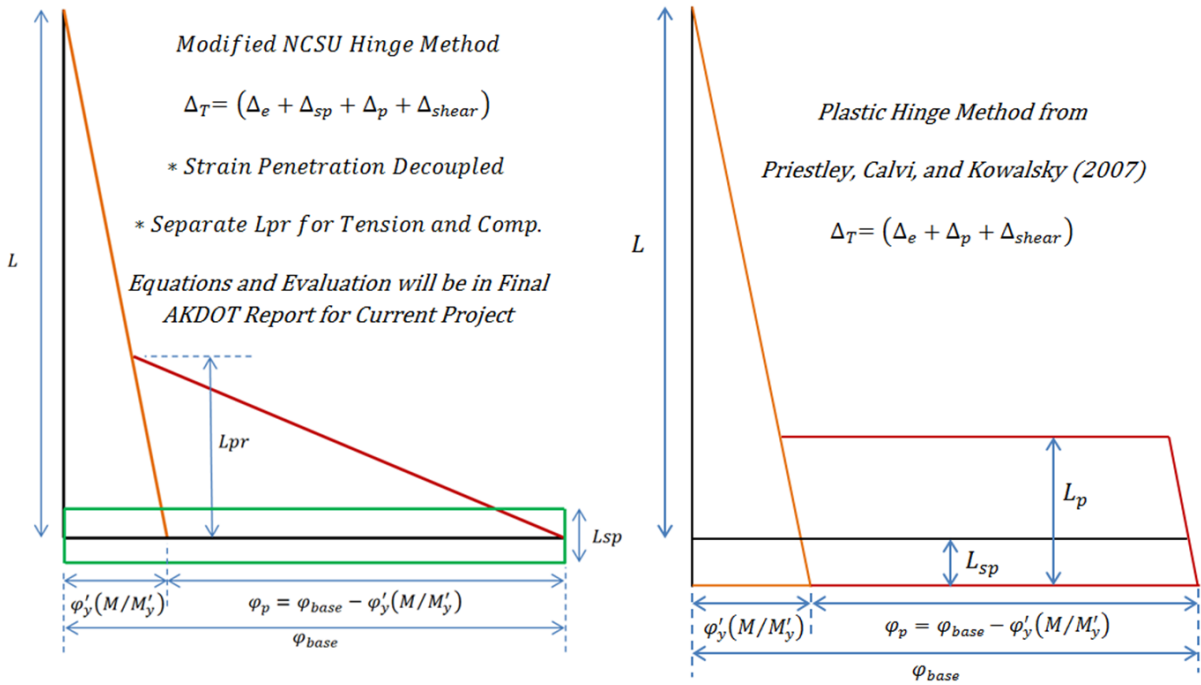 Modified NCSU Hinge Method
Δ_T= (Δ_e + Δ_sp + Δ_p + Δ_shear)
∗ Strain Penetration Decoupled
∗ Separate Lpr for Tension and Comp.
Equations and Evaluation will be in Final
AKDOT Report for Current Project
L
Lpr
Lsp
φ′_y(M/M′_y)
φ_p = φ_base − φ′_y(M/M′_y)
φ_base
Plastic Hinge Method from
Priestley, Calvi, and Kowalsky (2007)
Δ_T= (Δ_e + Δ_p + Δ_shear)
L
L_p
L_sp
φ′_y(M/M′_y)
φ_p = φ_base − φ′_y(M/M′_y)
φ_base